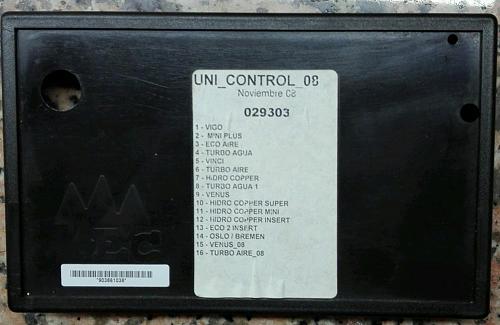 UNI_CONTROL_08
Noviembre 08
029303
1 - VIGO
2 - MINI PLUS
3 - ECO AIRE
4 - TURBO AGUA
5 - VINCI
6 - TURBO AIRE
7 - HIDRO COPPER
8 - TURBO AGUA 1
9 - VENUS
10 - HIDRO COPPER SUPER
11 - HIDRO COPPER MINI
12 - HIDRO COPPER INSERT
13 - ECO 2 INSERT
14 - OSLO / BREMEN
15 - VENUS_08
16 - TURBO AIRE_08
EC
*903661038*